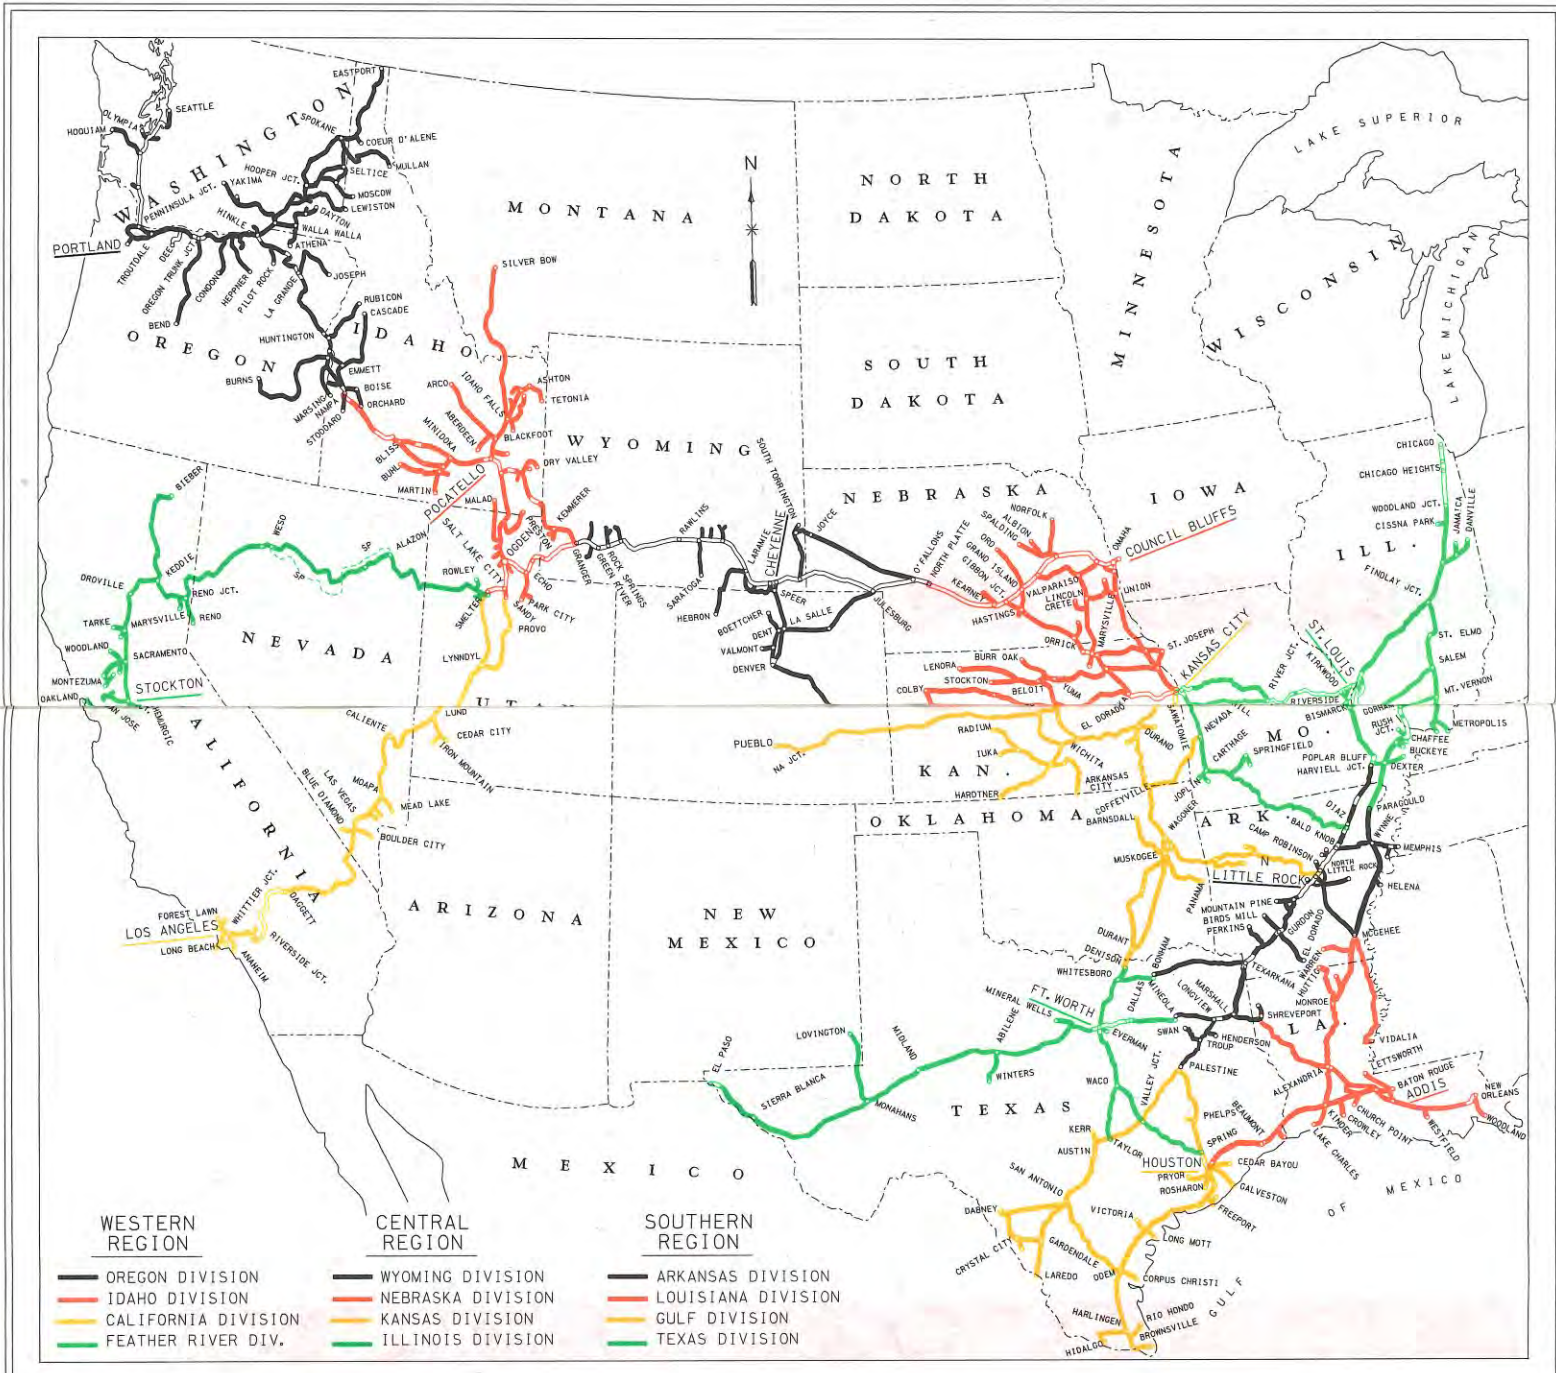 EASTPORT
SEATTLE
OLYMPIA
HOQUIAM
SPOKANE
COEUR D'ALENE
MULLAN
HOOPER JCT.
SELTICE
YAKIMA
MOSCOW
LEWISTON
DAYTON
PENNINSULA JCT.
HINKLE
WALLA WALLA
ATHENA
WASHINGTON
PORTLAND
TROUTDALE
DEE
OREGON TRUNK JCT.
CONDON
HEPPNER
PILOT ROCK
LA GRANDE
JOSEPH
BEND
RUBICON
CASCADE
HUNTINGTON
OREGON
IDAHO
BURNS
EMMETT
BOISE
MARSING
NAMPA
ORCHARD
STODDARD
MONTANA
N
NORTH
DAKOTA
SOUTH
DAKOTA
MINNESOTA
WISCONSIN
LAKE SUPERIOR
LAKE MICHIGAN
SILVER BOW
ARCO
IDAHO FALLS
ASHTON
TETONIA
ABERDEEN
BLACKFOOT
MINIDOKA
BLISS
BUHL
MARTIN
POCATELLO
DRY VALLEY
MALAD
PRESTON
KEMMERER
WYOMING
SALT LAKE CITY
OGDEN
GRANGER
GREEN RIVER
ROCK SPRINGS
RAWLINS
ECHO
PARK CITY
SANDY
PROVO
ROWLEY
SMELTER
SARATOGA
HEBRON
LARAMIE
CHEYENNE
SOUTH TORRINGTON
JOYCE
SPEER
BOETTCHER
DENT
LA SALLE
VALMONT
DENVER
JULESBURG
NEBRASKA
O'FALLONS
NORTH PLATTE
KEARNEY
GIBBON JCT.
GRAND ISLAND
ORD
SPALDING
ALBION
NORFOLK
OMAHA
COUNCIL BLUFFS
IOWA
HASTINGS
VALPARAISO
LINCOLN
CRETE
UNION
MARYSVILLE
ORRICK
ST. JOSEPH
KANSAS CITY
BURR OAK
LENORA
STOCKTON
COLBY
BELOIT
YUMA
BIEBER
WESO
SP
SP
ALAZON
KEDDIE
OROVILLE
RENO JCT.
RENO
MARYSVILLE
TARKE
WOODLAND
SACRAMENTO
MONTEZUMA
OAKLAND
STOCKTON
SAN JOSE
NEVADA
UTAH
LYNNDYL
LUND
CALIENTE
CEDAR CITY
IRON MOUNTAIN
MOAPA
LAS VEGAS
BLUE DIAMOND
MEAD LAKE
BOULDER CITY
CALIFORNIA
DAGGETT
WHITTIER JCT.
FOREST LAWN
LOS ANGELES
LONG BEACH
ANAHEIM
RIVERSIDE JCT.
ARIZONA
NEW
MEXICO
PUEBLO
NA JCT.
RADIUM
IUKA
HARDTNER
WICHITA
EL DORADO
DURAND
ARKANSAS
CITY
KAN.
COFFEYVILLE
BARNSDALL
OKLAHOMA
WAGONER
MUSKOGEE
PANAMA
DURANT
DENISON
WHITESBORO
BONHAM
NEVADA
CARTHAGE
SPRINGFIELD
JOPLIN
MO.
RIVER JCT.
KIRKWOOD
ST. LOUIS
RIVERSIDE
BISMARCK
GORHAM
RUSH
JCT.
CHAFFEE
BUCKEYE
POPLAR BLUFF
HARVIELL JCT.
DEXTER
METROPOLIS
MT. VERNON
SALEM
ST. ELMO
FINDLAY JCT.
ILL.
CHICAGO
CHICAGO HEIGHTS
WOODLAND JCT.
CISSNA PARK
JAMAICA
DANVILLE
PARAGOULD
DIAZ
BALD KNOB
WYNNE
MEMPHIS
ARK.
CAMP ROBINSON
NORTH
LITTLE ROCK
LITTLE ROCK
HELENA
MOUNTAIN PINE
BIRDS MILL
PERKINS
GURDON
EL DORADO
MCGEHEE
WARREN
HUTTIG
MONROE
TEXARKANA
MARSHALL
LONGVIEW
MINEOLA
DALLAS
SHREVEPORT
HENDERSON
TROUP
SWAN
PALESTINE
LA.
VIDALIA
LETTSWORTH
BATON ROUGE
ADDIS
NEW
ORLEANS
WOODLAND
WESTFIELD
CHURCH POINT
CROWLEY
KINDER
LAKE CHARLES
ALEXANDRIA
BEAUMONT
FT. WORTH
MINERAL WELLS
ABILENE
WINTERS
MIDLAND
LOVINGTON
MONAHANS
SIERRA BLANCA
EL PASO
EVERMAN
WACO
VALLEY JCT.
TEXAS
KERR
AUSTIN
TAYLOR
PHELPS
SPRING
HOUSTON
CEDAR BAYOU
PRYOR
ROSHARON
GALVESTON
FREEPORT
SAN ANTONIO
DABNEY
CRYSTAL CITY
LAREDO
GARDENDALE
VICTORIA
LONG MOTT
ODEM
CORPUS CHRISTI
HARLINGEN
RIO HONDO
BROWNSVILLE
HIDALGO
GULF
OF
MEXICO
MEXICO
WESTERN
REGION
OREGON DIVISION
IDAHO DIVISION
CALIFORNIA DIVISION
FEATHER RIVER DIV.
CENTRAL
REGION
WYOMING DIVISION
NEBRASKA DIVISION
KANSAS DIVISION
ILLINOIS DIVISION
SOUTHERN
REGION
ARKANSAS DIVISION
LOUISIANA DIVISION
GULF DIVISION
TEXAS DIVISION